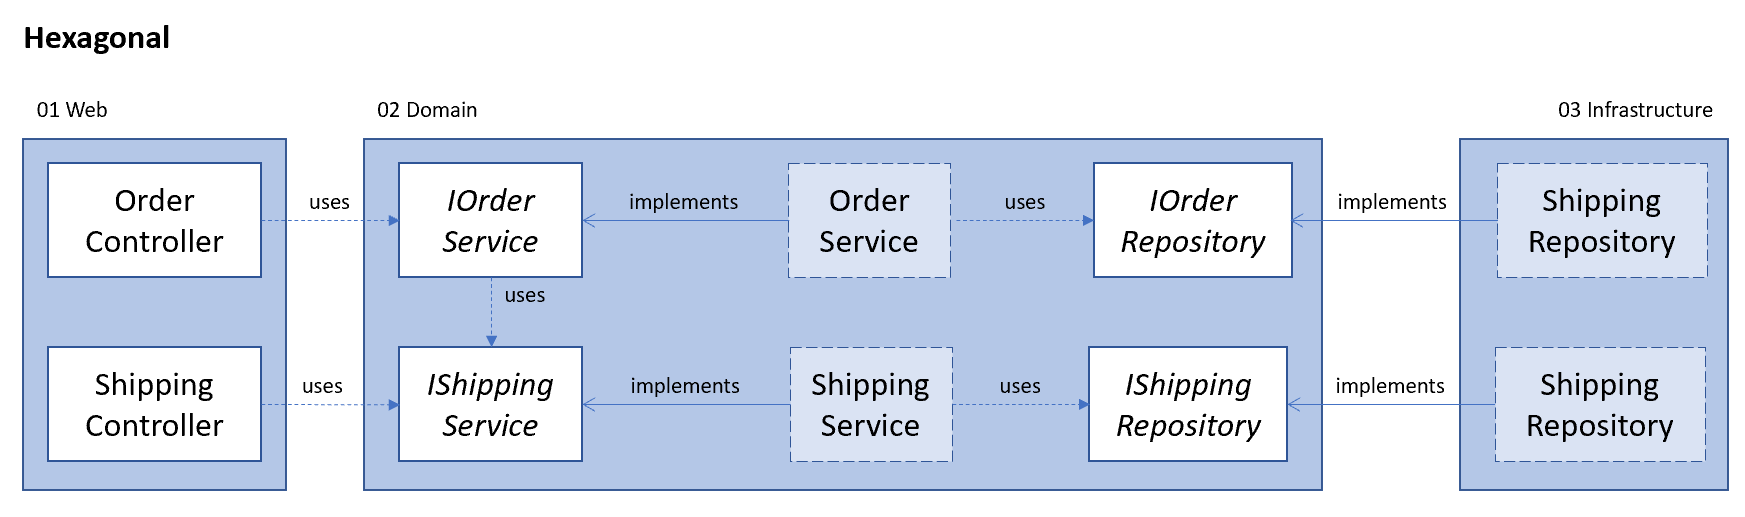 Hexagonal
01 Web
02 Domain
03 Infrastructure
Order
Controller
uses
IOrder
Service
implements
Order
Service
uses
IOrder
Repository
implements
Shipping
Repository
uses
Shipping
Controller
uses
IShipping
Service
implements
Shipping
Service
uses
IShipping
Repository
implements
Shipping
Repository